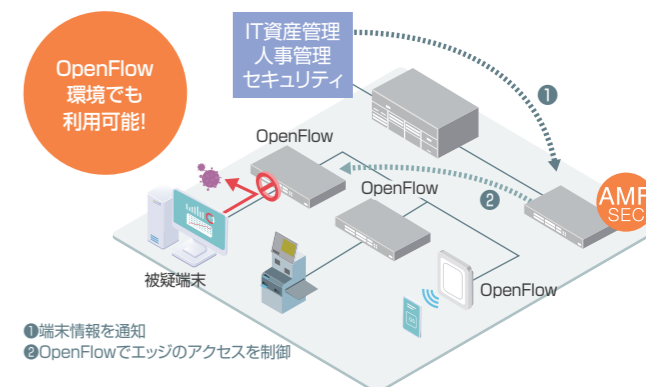 OpenFlow
環境でも
利用可能!
IT資産管理
人事管理
セキュリティ
❶
OpenFlow
❷
OpenFlow
SEC
被疑端末
OpenFlow
❶端末情報を通知
❷OpenFlowでエッジのアクセスを制御